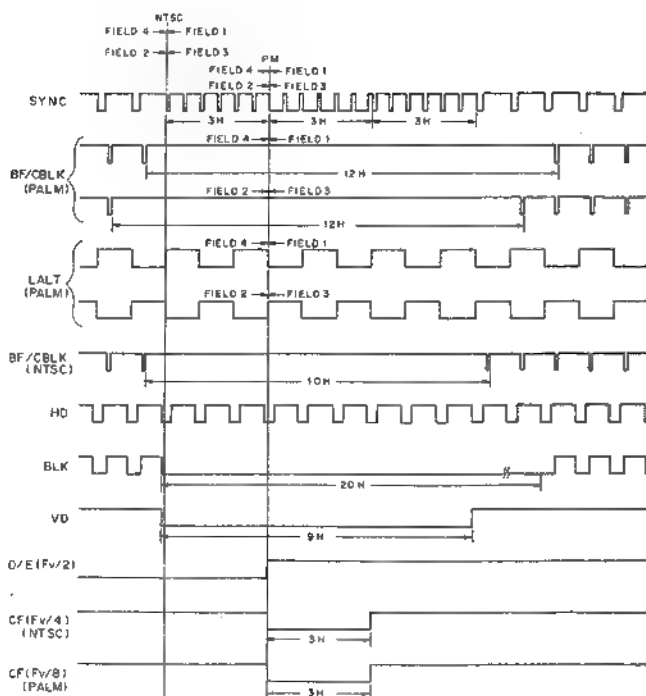 NTSC
FIELD 4 FIELD 1
FIELD 2 FIELD 3
PM
FIELD 4 FIELD 1
FIELD 2 FIELD 3
SYNC
3H 3H 3H
FIELD 4 FIELD 1
BF/CBLK
(PALM)
12H
FIELD 2 FIELD 3
12H
FIELD 4 FIELD 1
LALT
(PALM)
FIELD 2 FIELD 3
BF/CBLK
(NTSC)
10H
HD
BLK
20H
VD
9H
O/E(Fv/2)
CF(Fv/4)
(NTSC)
3H
CF(Fv/8)
(PALM)
3H